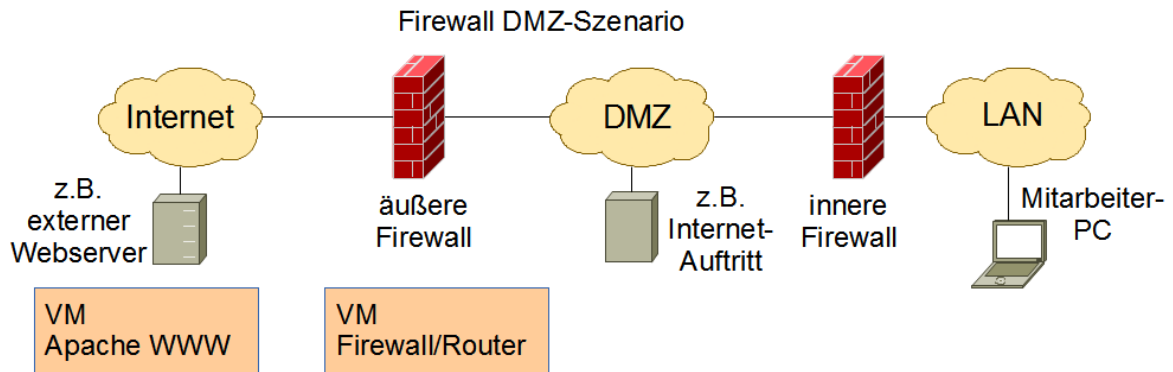 Firewall DMZ-Szenario
Internet
DMZ
LAN
z.B.
externer
Webserver
äußere
Firewall
z.B.
Internet-
Auftritt
innere
Firewall
Mitarbeiter-
PC
VM
Apache WWW
VM
Firewall/Router